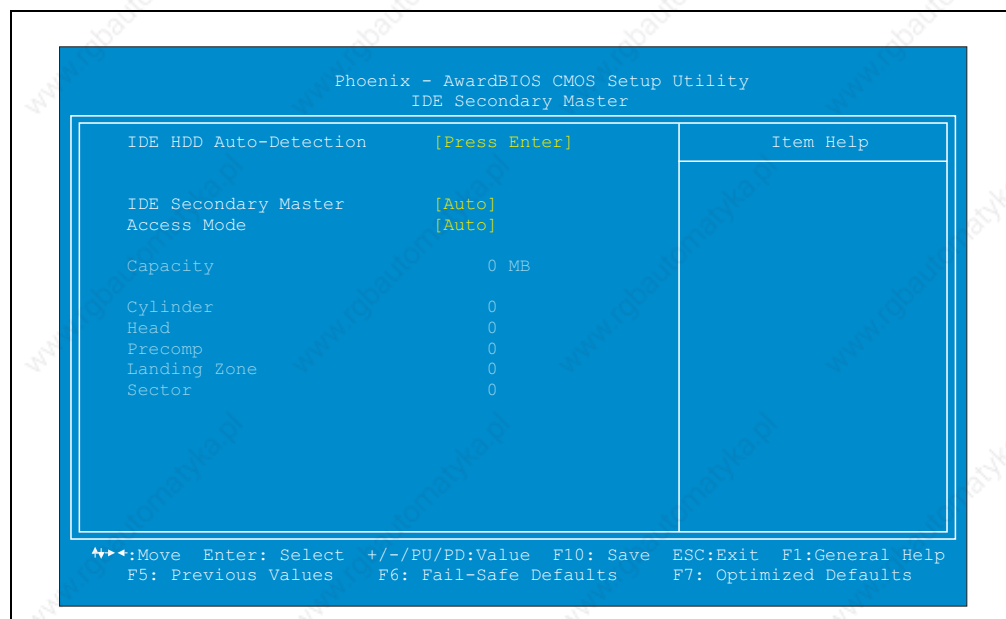 Phoenix - AwardBIOS CMOS Setup Utility
IDE Secondary Master
IDE HDD Auto-Detection [Press Enter]
Item Help
IDE Secondary Master [Auto]
Access Mode [Auto]
Capacity 0 MB
Cylinder 0
Head 0
Precomp 0
Landing Zone 0
Sector 0
:Move Enter: Select +/-/PU/PD:Value F10: Save ESC:Exit F1:General Help
F5: Previous Values F6: Fail-Safe Defaults F7: Optimized Defaults
www.rgbautomatyka.pl